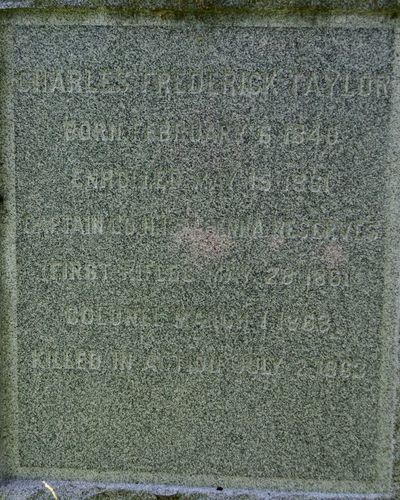 CHARLES FREDERICK TAYLOR
BORN FEBRUARY 6 1840
ENROLLED MAY 15 1861
CAPTAIN CO. H 1 PENNA RESERVES
(FIRST RIFLES) MAY 28 1861
COLONEL MARCH 1 1863
KILLED IN ACTION JULY 2 1863